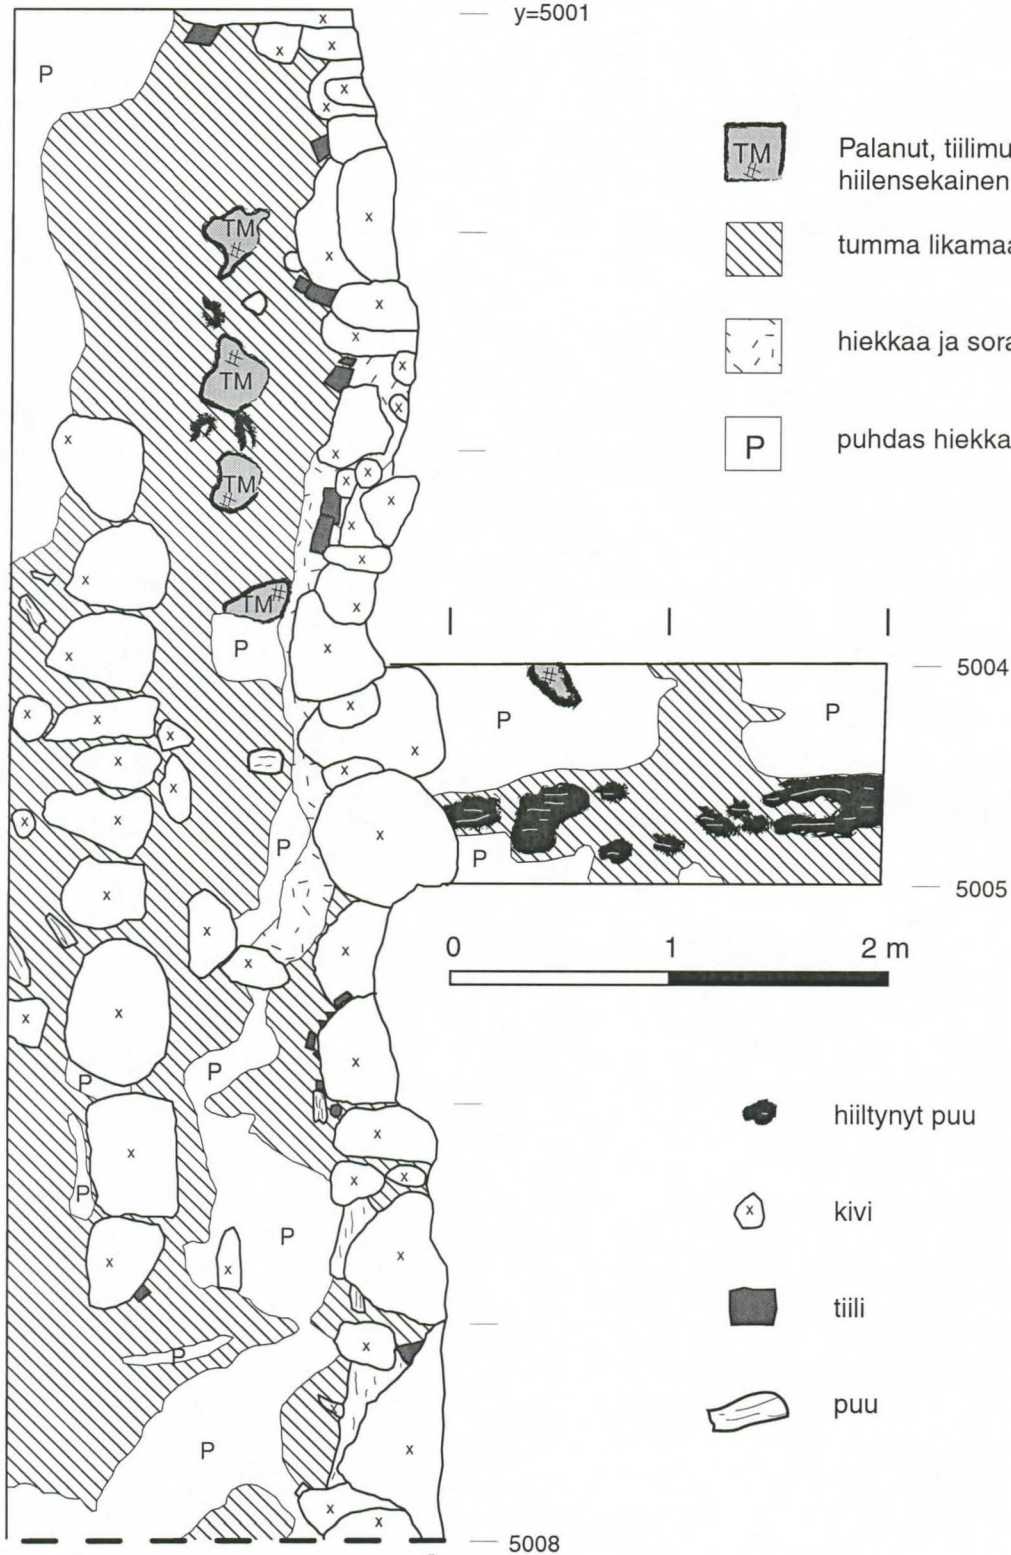 y=5001
P
TM
Palanut, tiilimu
hiilensekainen
tumma likamaa
TM
hiekkaa ja sora
TM
P
puhdas hiekka
TM
TM
P
5004
P
P
P
P
5005
0 1 2 m
P
P
hiiltynyt puu
P
kivi
P
tiili
P
puu
P
5008